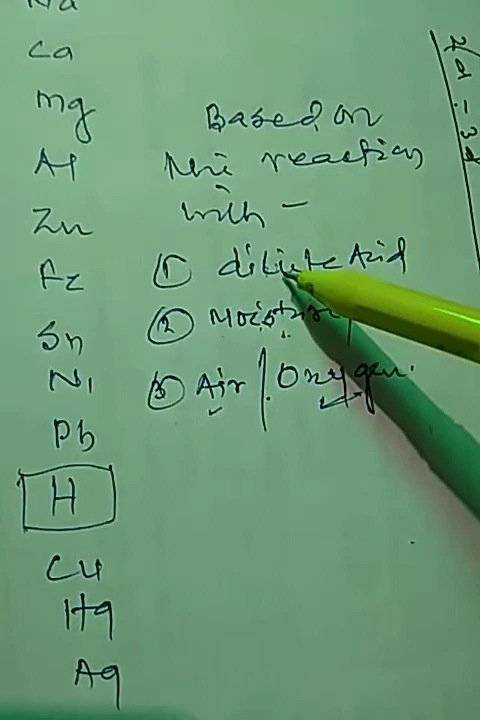 Na
Ca
Mg
Al
Zn
Fe
Sn
Ni
Pb
H
Cu
Hg
Ag
Based on
the reaction
with -
① dilute Acid
② Moisture
③ Air / Oxygen.